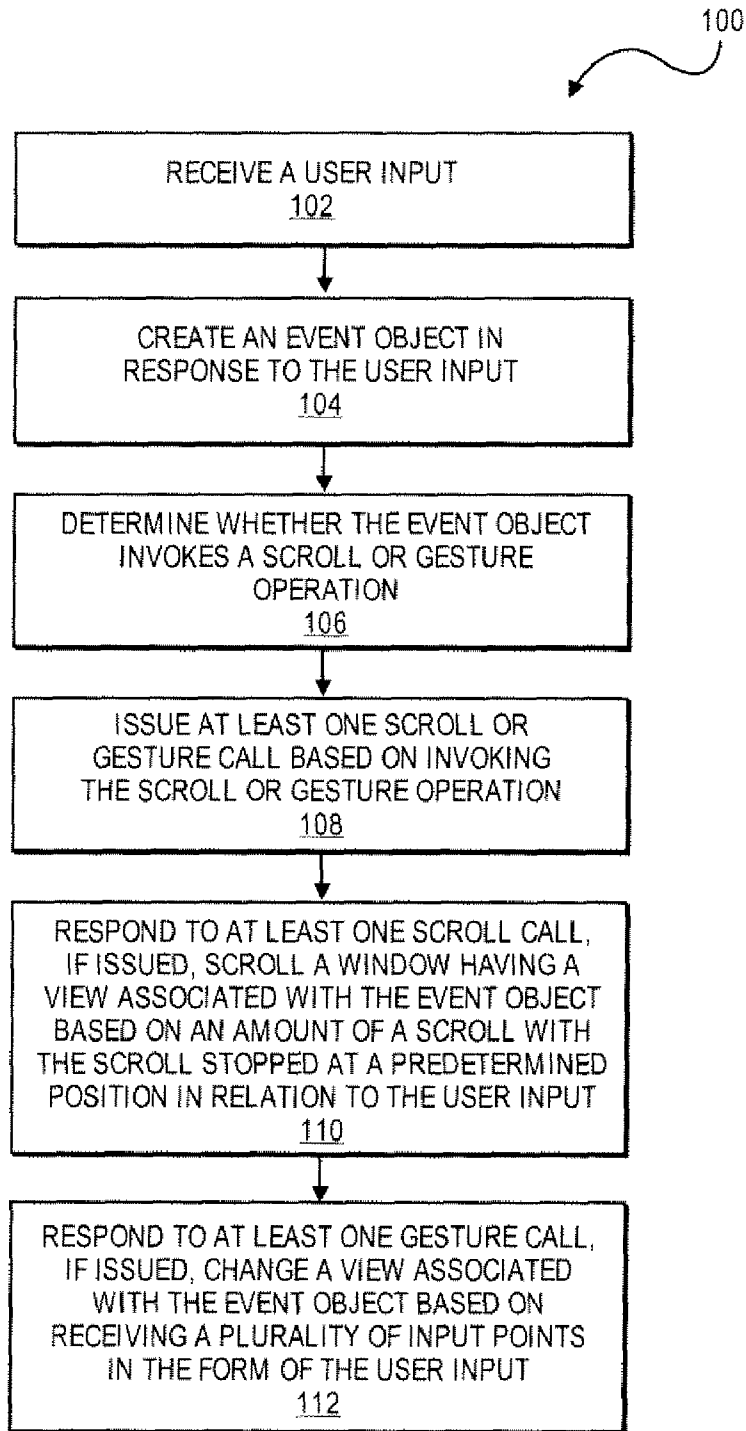 100
RECEIVE A USER INPUT
102
CREATE AN EVENT OBJECT IN
RESPONSE TO THE USER INPUT
104
DETERMINE WHETHER THE EVENT OBJECT
INVOKES A SCROLL OR GESTURE
OPERATION
106
ISSUE AT LEAST ONE SCROLL OR
GESTURE CALL BASED ON INVOKING
THE SCROLL OR GESTURE OPERATION
108
RESPOND TO AT LEAST ONE SCROLL CALL,
IF ISSUED, SCROLL A WINDOW HAVING A
VIEW ASSOCIATED WITH THE EVENT OBJECT
BASED ON AN AMOUNT OF A SCROLL WITH
THE SCROLL STOPPED AT A PREDETERMINED
POSITION IN RELATION TO THE USER INPUT
110
RESPOND TO AT LEAST ONE GESTURE CALL,
IF ISSUED, CHANGE A VIEW ASSOCIATED
WITH THE EVENT OBJECT BASED ON
RECEIVING A PLURALITY OF INPUT POINTS
IN THE FORM OF THE USER INPUT
112